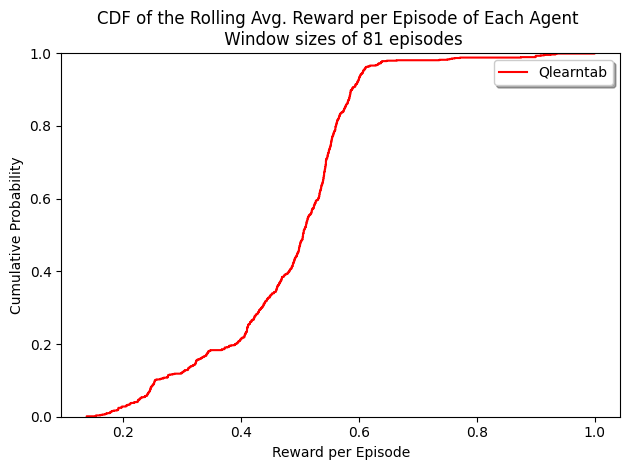 CDF of the Rolling Avg. Reward per Episode of Each Agent
Window sizes of 81 episodes
Qlearntab
Cumulative Probability
1.0
0.8
0.6
0.4
0.2
0.0
0.2 0.4 0.6 0.8 1.0
Reward per Episode